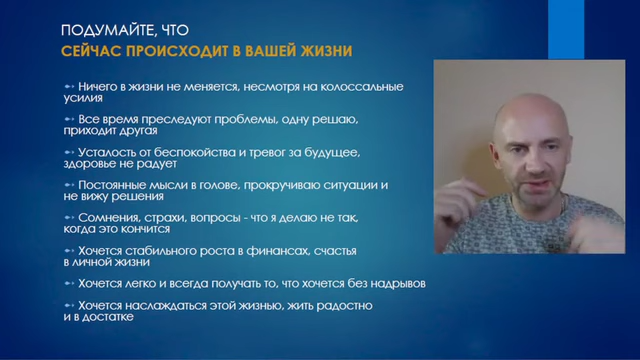 ПОДУМАЙТЕ, ЧТО
СЕЙЧАС ПРОИСХОДИТ В ВАШЕЙ ЖИЗНИ
Ничего в жизни не меняется, несмотря на колоссальные
усилия
Все время преследуют проблемы, одну решаю,
приходит другая
Усталость от беспокойства и тревог за будущее,
здоровье не радует
Постоянные мысли в голове, прокручиваю ситуации и
не вижу решения
Сомнения, страхи, вопросы - что я делаю не так,
когда это кончится
Хочется стабильного роста в финансах, счастья
в личной жизни
Хочется легко и всегда получать то, что хочется без надрывов
Хочется наслаждаться этой жизнью, жить радостно
и в достатке